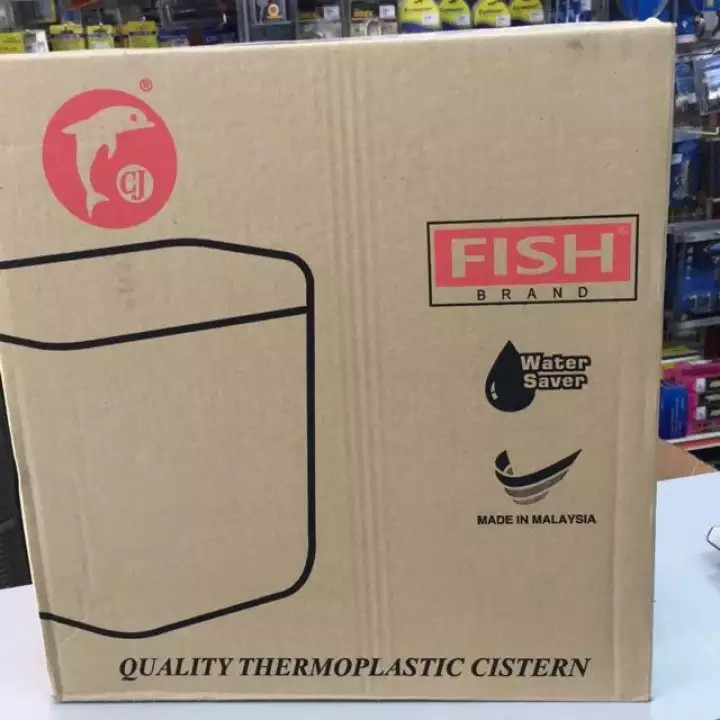 ®
CJ
FISH®
BRAND
Water
Saver
MADE IN MALAYSIA
QUALITY THERMOPLASTIC CISTERN